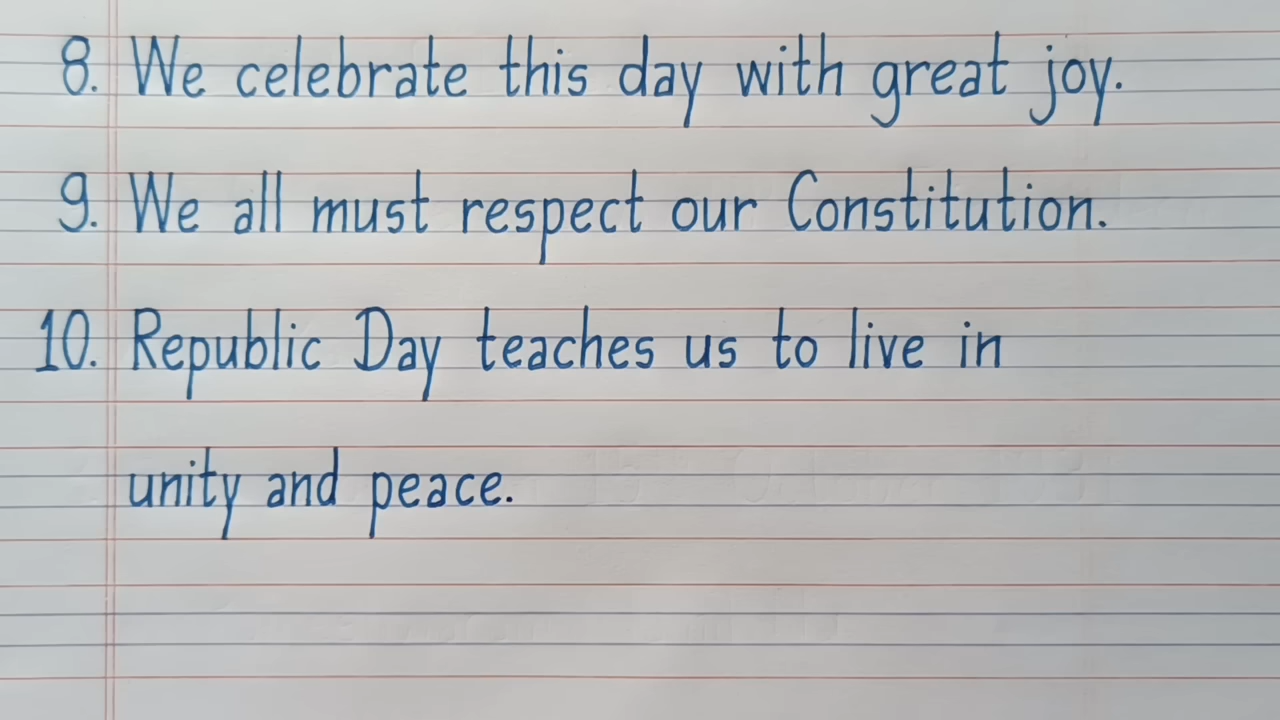 8. We celebrate this day with great joy.
9. We all must respect our Constitution.
10. Republic Day teaches us to live in
unity and peace.